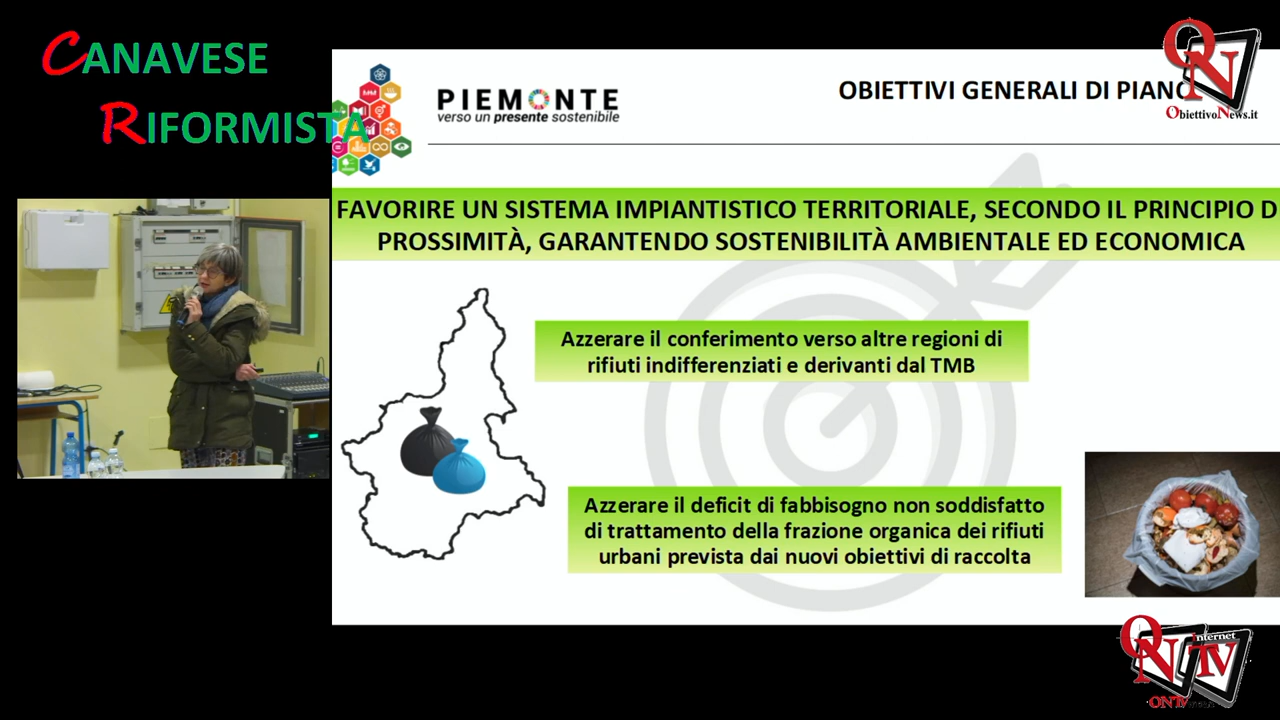 CANAVESE
RIFORMISTA
PIEMONTE
verso un presente sostenibile
OBIETTIVI GENERALI DI PIANO
ON
ObiettivoNews.it
FAVORIRE UN SISTEMA IMPIANTISTICO TERRITORIALE, SECONDO IL PRINCIPIO D
PROSSIMITÀ, GARANTENDO SOSTENIBILITÀ AMBIENTALE ED ECONOMICA
Azzerare il conferimento verso altre regioni di
rifiuti indifferenziati e derivanti dal TMB
Azzerare il deficit di fabbisogno non soddisfatto
di trattamento della frazione organica dei rifiuti
urbani prevista dai nuovi obiettivi di raccolta
internet
ON TV